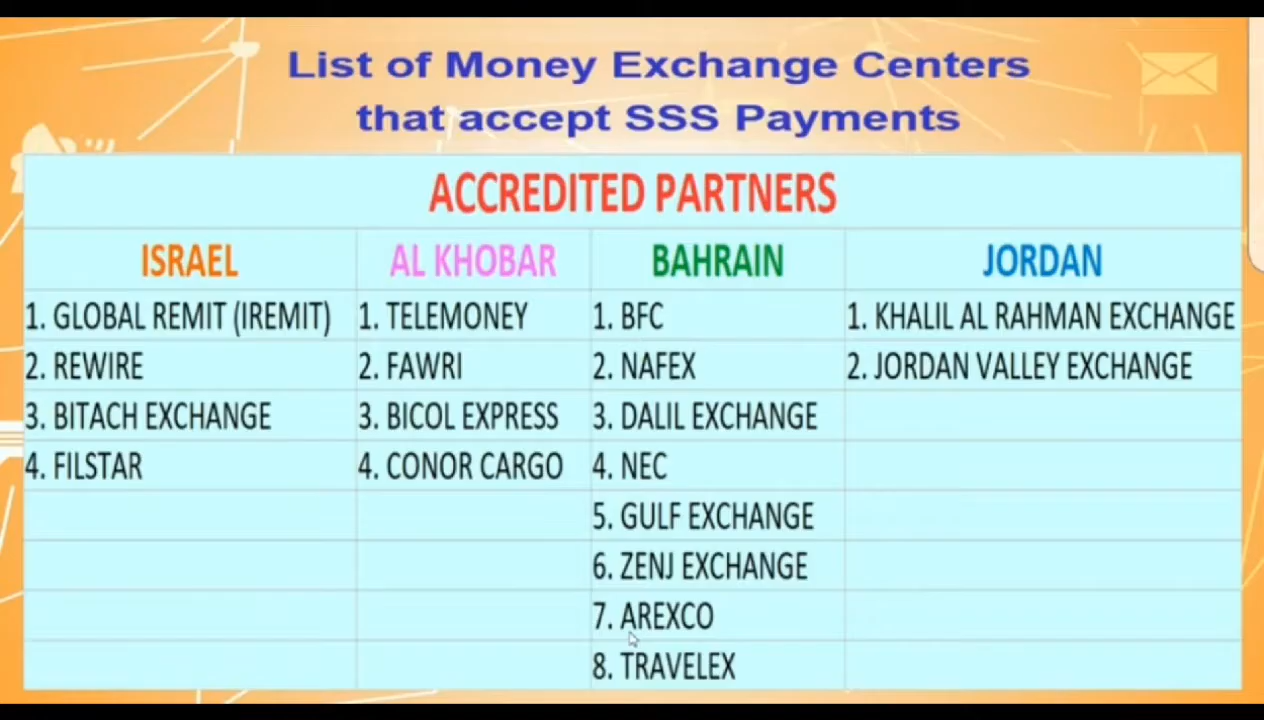 List of Money Exchange Centers
that accept SSS Payments
ACCREDITED PARTNERS
ISRAEL AL KHOBAR BAHRAIN JORDAN
1. GLOBAL REMIT (IREMIT) 1. TELEMONEY 1. BFC 1. KHALIL AL RAHMAN EXCHANGE
2. REWIRE 2. FAWRI 2. NAFEX 2. JORDAN VALLEY EXCHANGE
3. BITACH EXCHANGE 3. BICOL EXPRESS 3. DALIL EXCHANGE
4. FILSTAR 4. CONOR CARGO 4. NEC
5. GULF EXCHANGE
6. ZENJ EXCHANGE
7. AREXCO
8. TRAVELEX